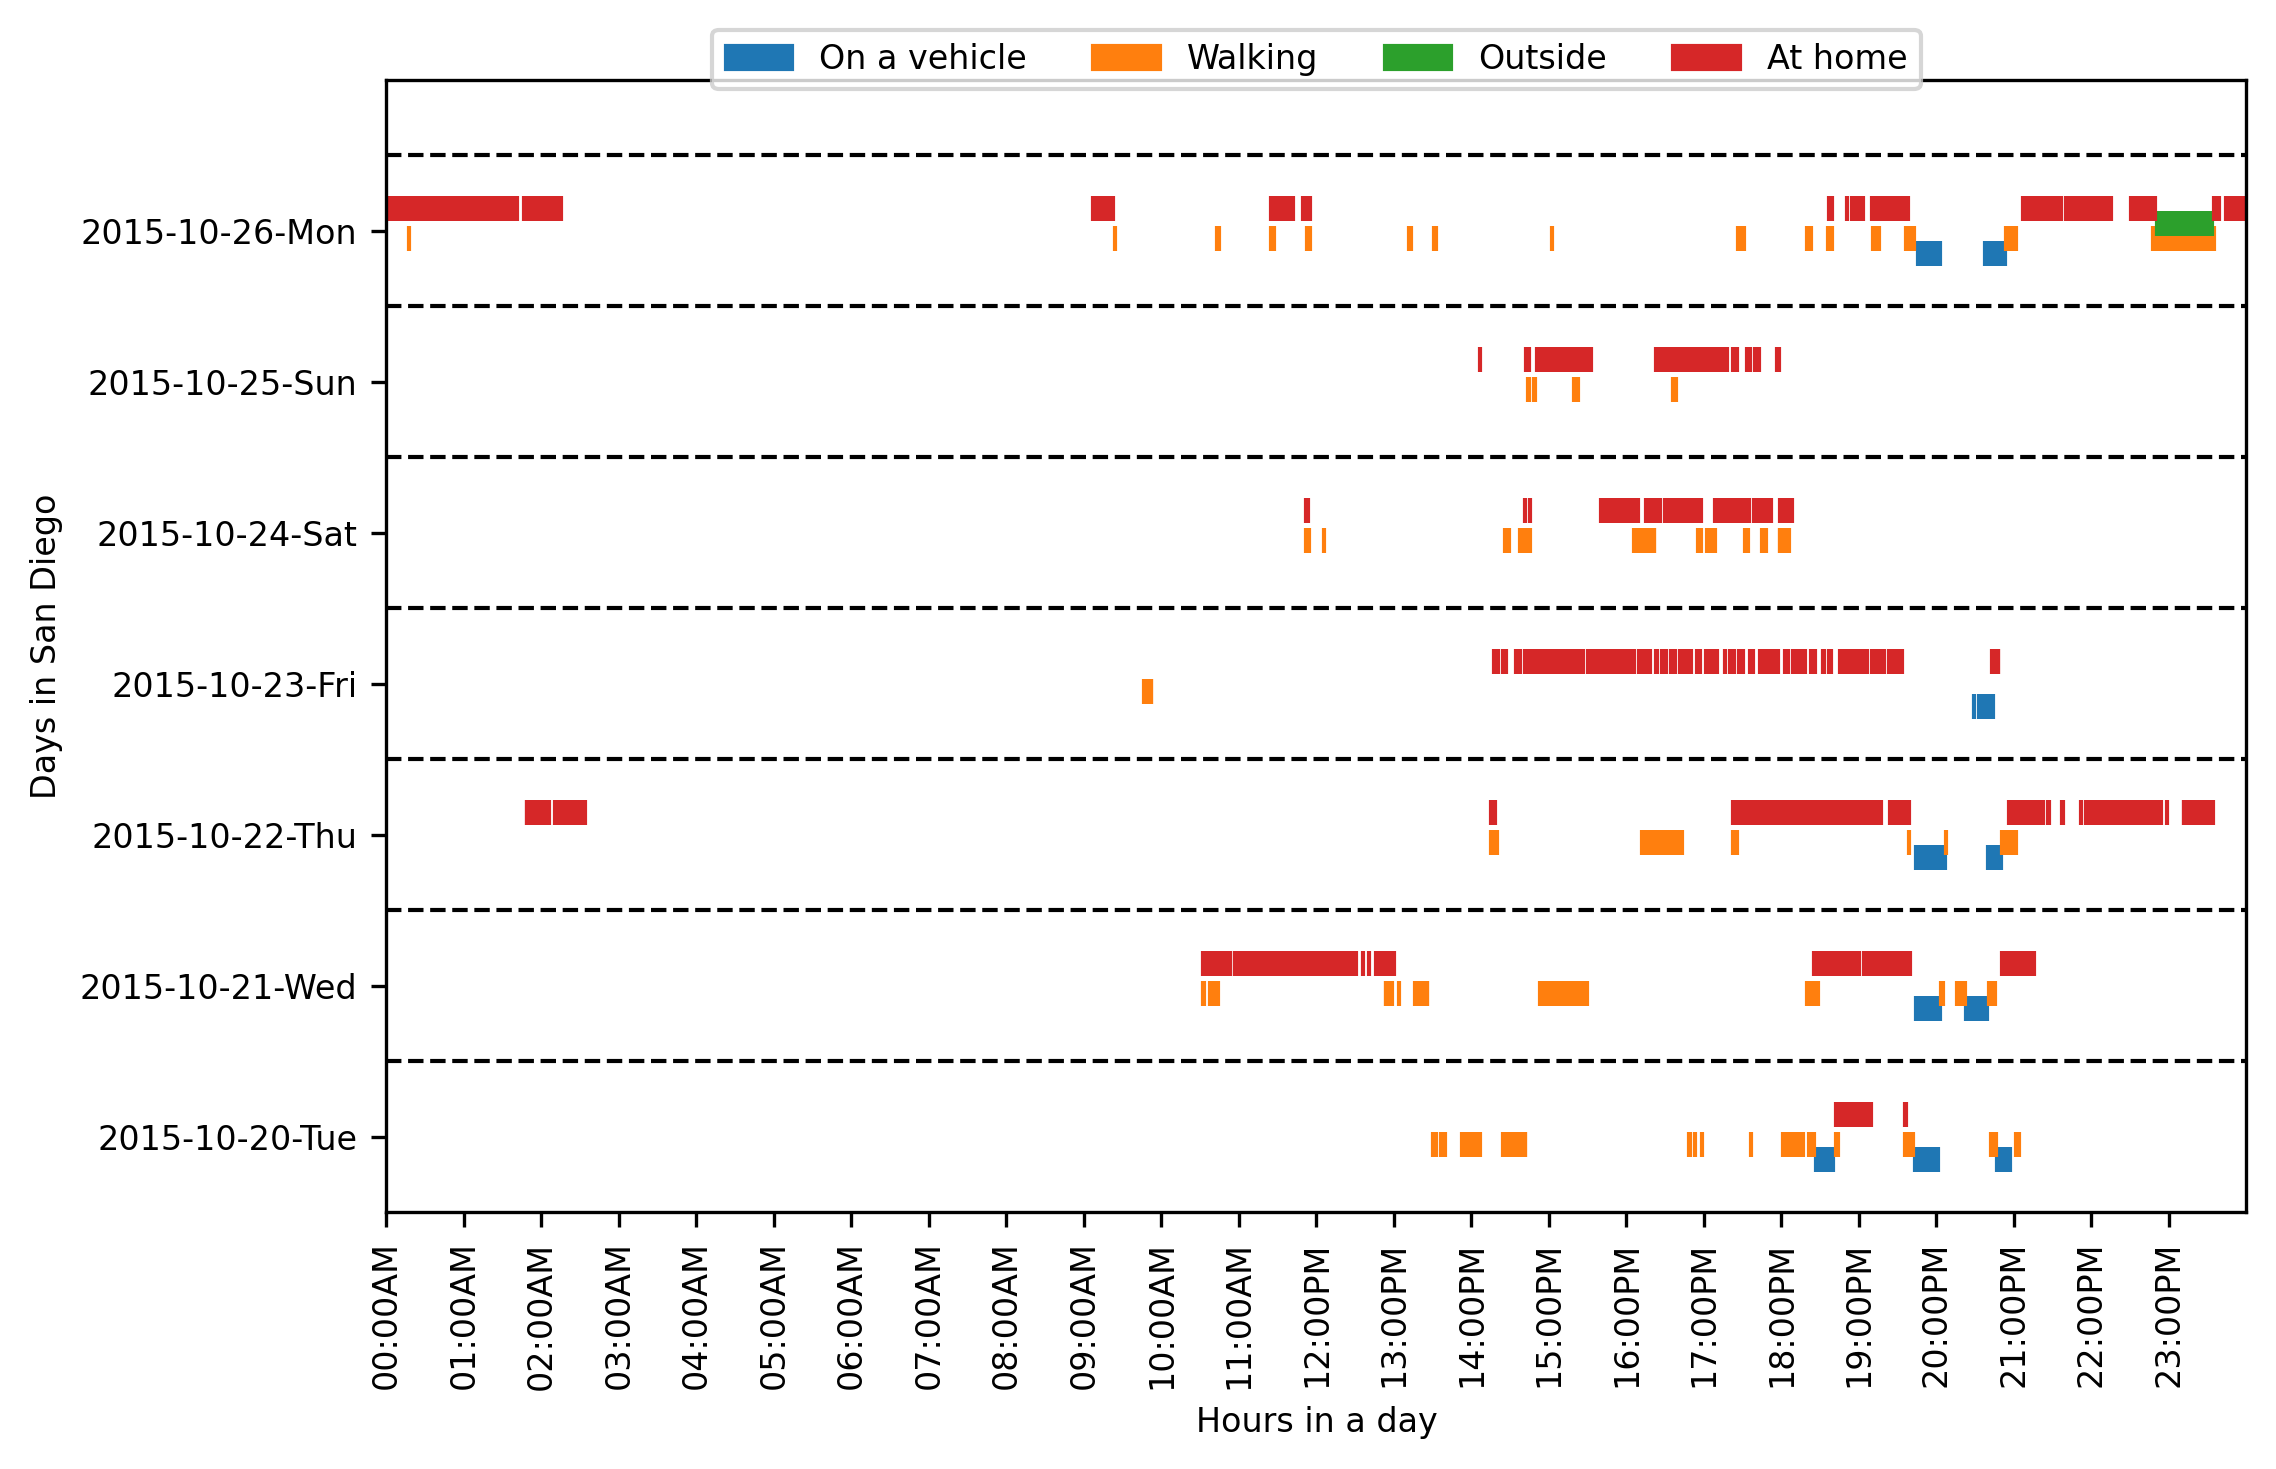 On a vehicle Walking Outside At home
Days in San Diego
2015-10-26-Mon
2015-10-25-Sun
2015-10-24-Sat
2015-10-23-Fri
2015-10-22-Thu
2015-10-21-Wed
2015-10-20-Tue
00:00AM
01:00AM
02:00AM
03:00AM
04:00AM
05:00AM
06:00AM
07:00AM
08:00AM
09:00AM
10:00AM
11:00AM
12:00PM
13:00PM
14:00PM
15:00PM
16:00PM
17:00PM
18:00PM
19:00PM
20:00PM
21:00PM
22:00PM
23:00PM
Hours in a day